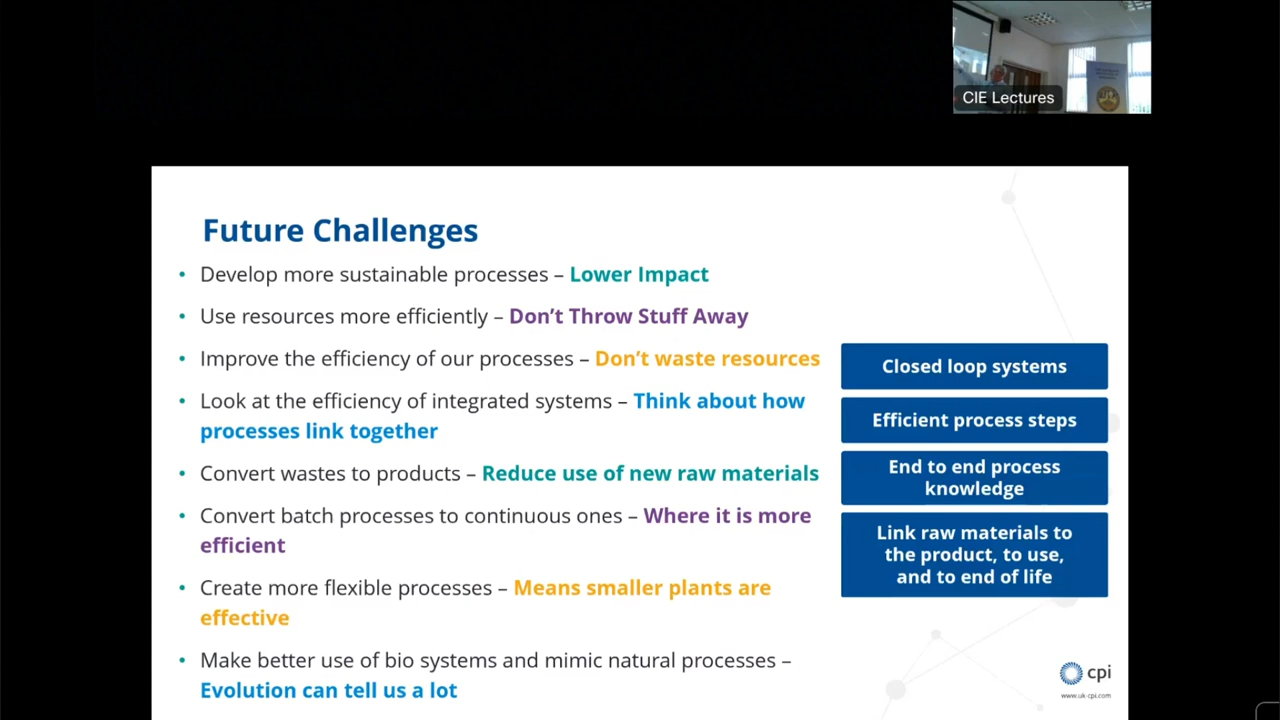 CIE Lectures
Future Challenges
• Develop more sustainable processes – Lower Impact
• Use resources more efficiently – Don’t Throw Stuff Away
• Improve the efficiency of our processes – Don’t waste resources
• Look at the efficiency of integrated systems – Think about how
processes link together
• Convert wastes to products – Reduce use of new raw materials
• Convert batch processes to continuous ones – Where it is more
efficient
• Create more flexible processes – Means smaller plants are
effective
• Make better use of bio systems and mimic natural processes –
Evolution can tell us a lot
Closed loop systems
Efficient process steps
End to end process
knowledge
Link raw materials to
the product, to use,
and to end of life
cpi
www.uk-cpi.com